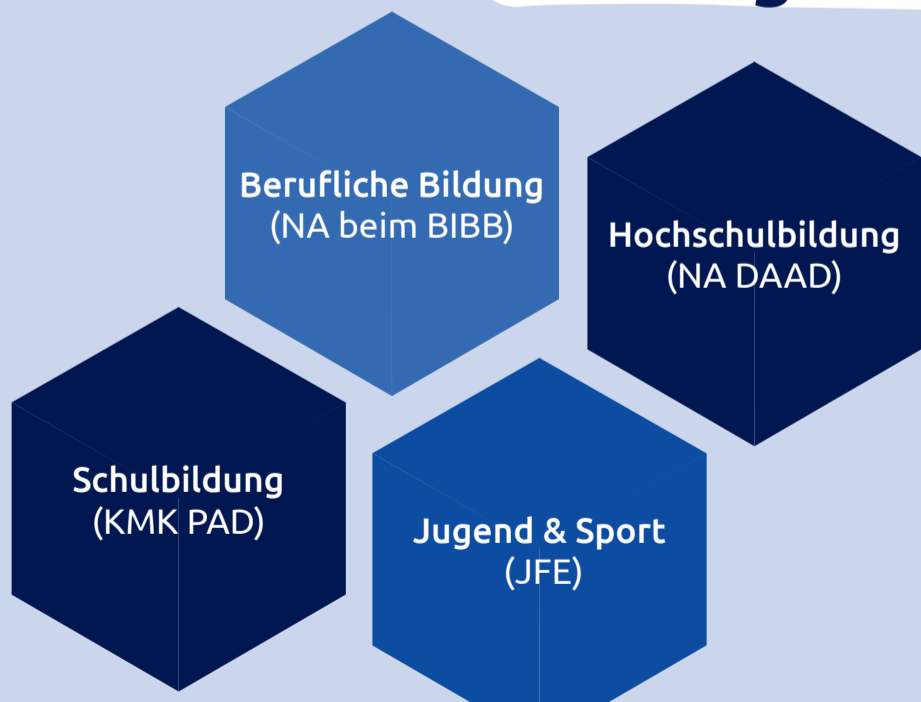 Berufliche Bildung
(NA beim BIBB)
Hochschulbildung
(NA DAAD)
Schulbildung
(KMK PAD)
Jugend & Sport
(JFE)